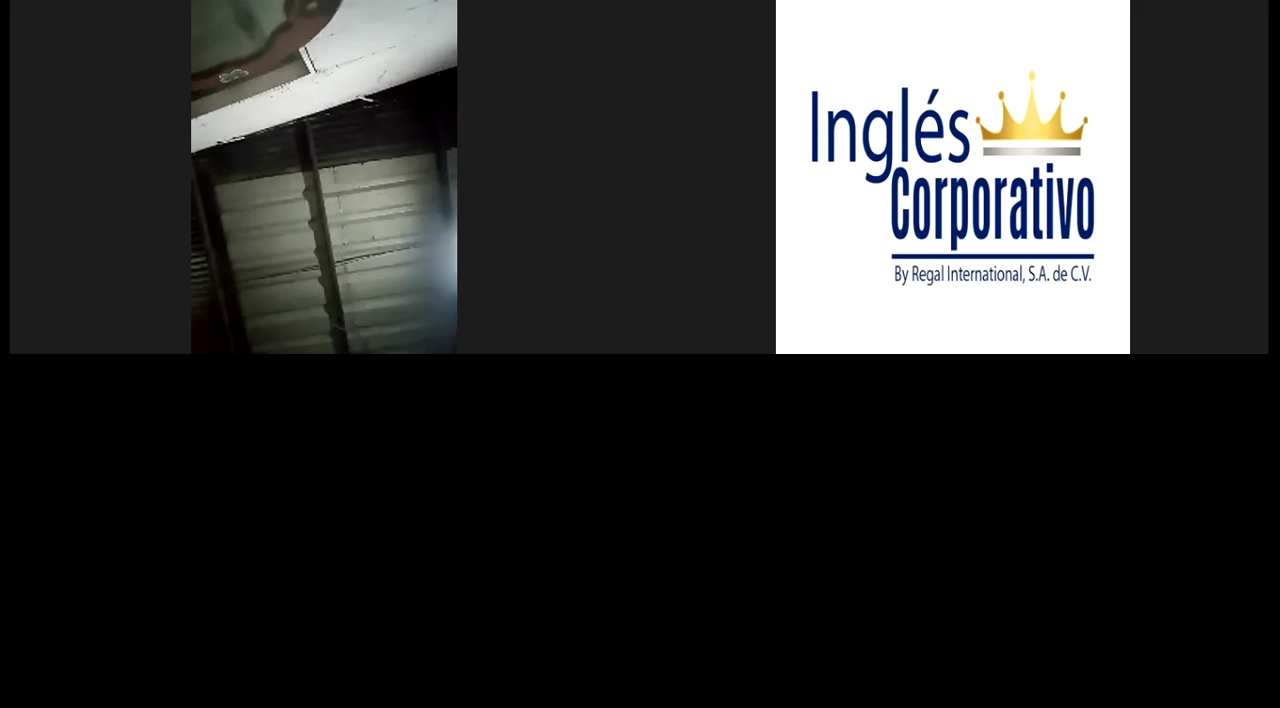 Inglés
Corporativo
By Regal International, S.A. de C.V.